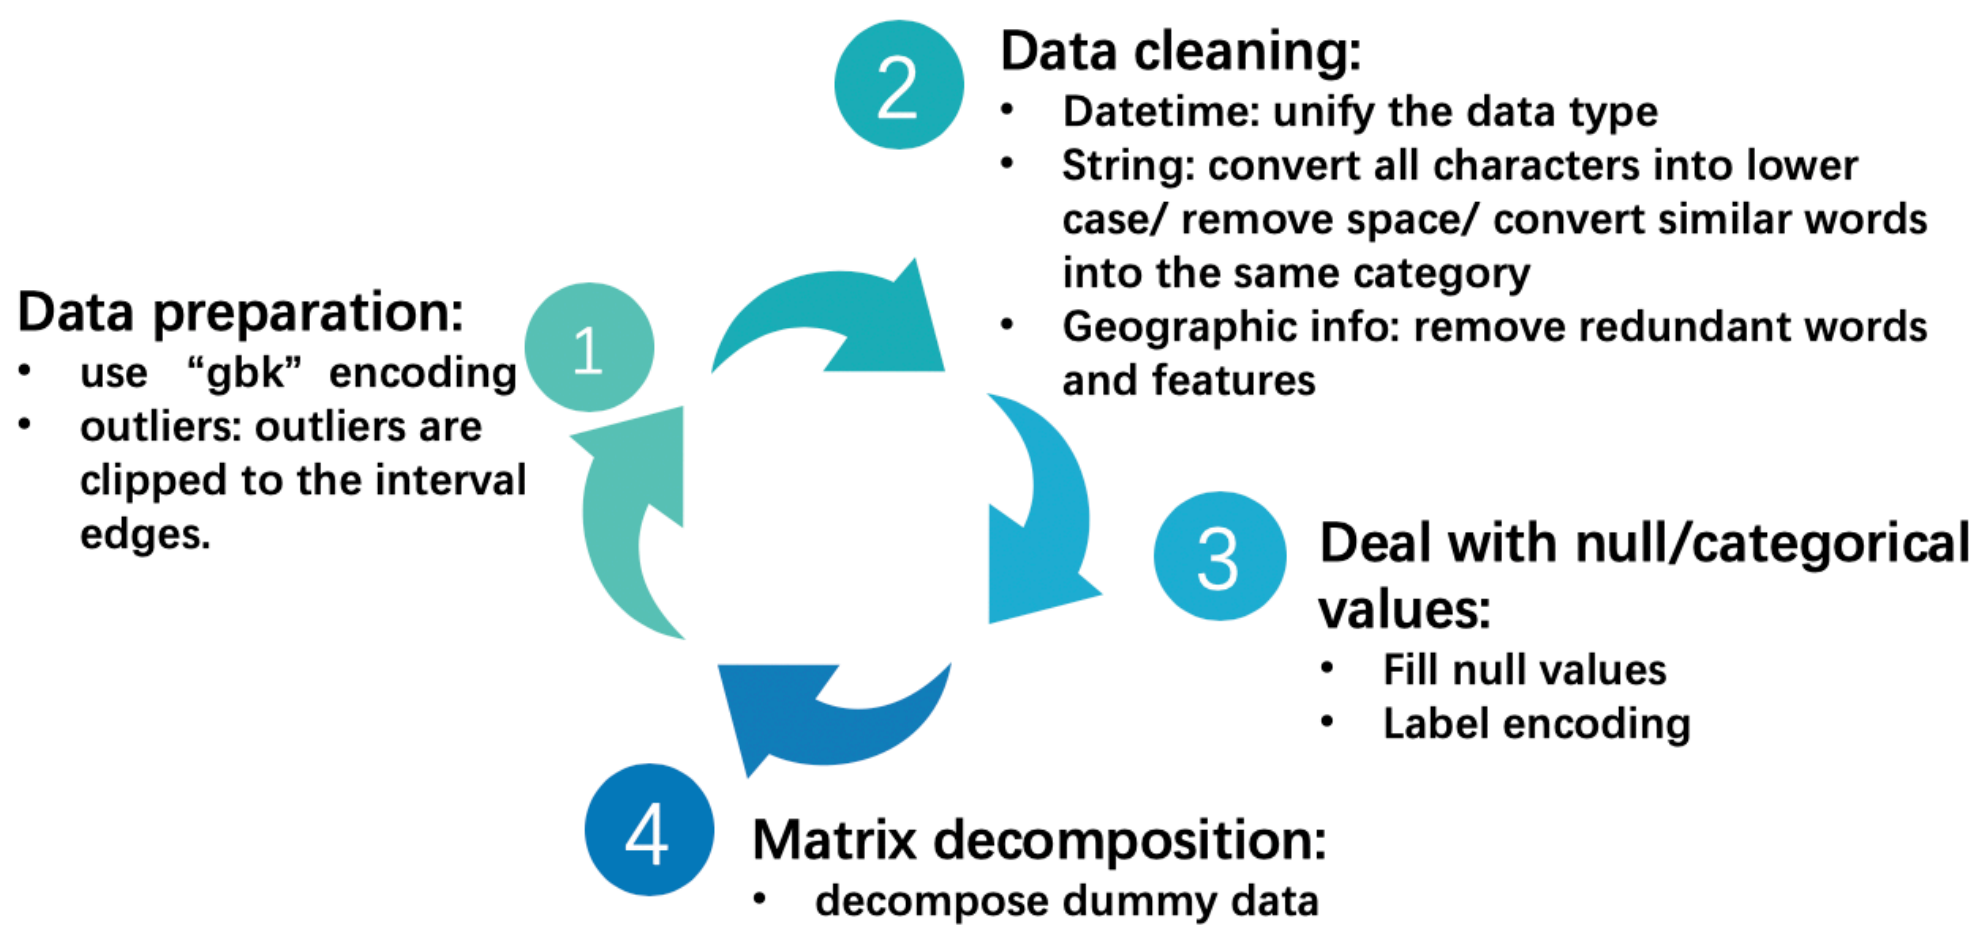 1
Data preparation:
• use “gbk” encoding
• outliers: outliers are
clipped to the interval
edges.
2
Data cleaning:
• Datetime: unify the data type
• String: convert all characters into lower
case/ remove space/ convert similar words
into the same category
• Geographic info: remove redundant words
and features
3
Deal with null/categorical
values:
• Fill null values
• Label encoding
4
Matrix decomposition:
• decompose dummy data